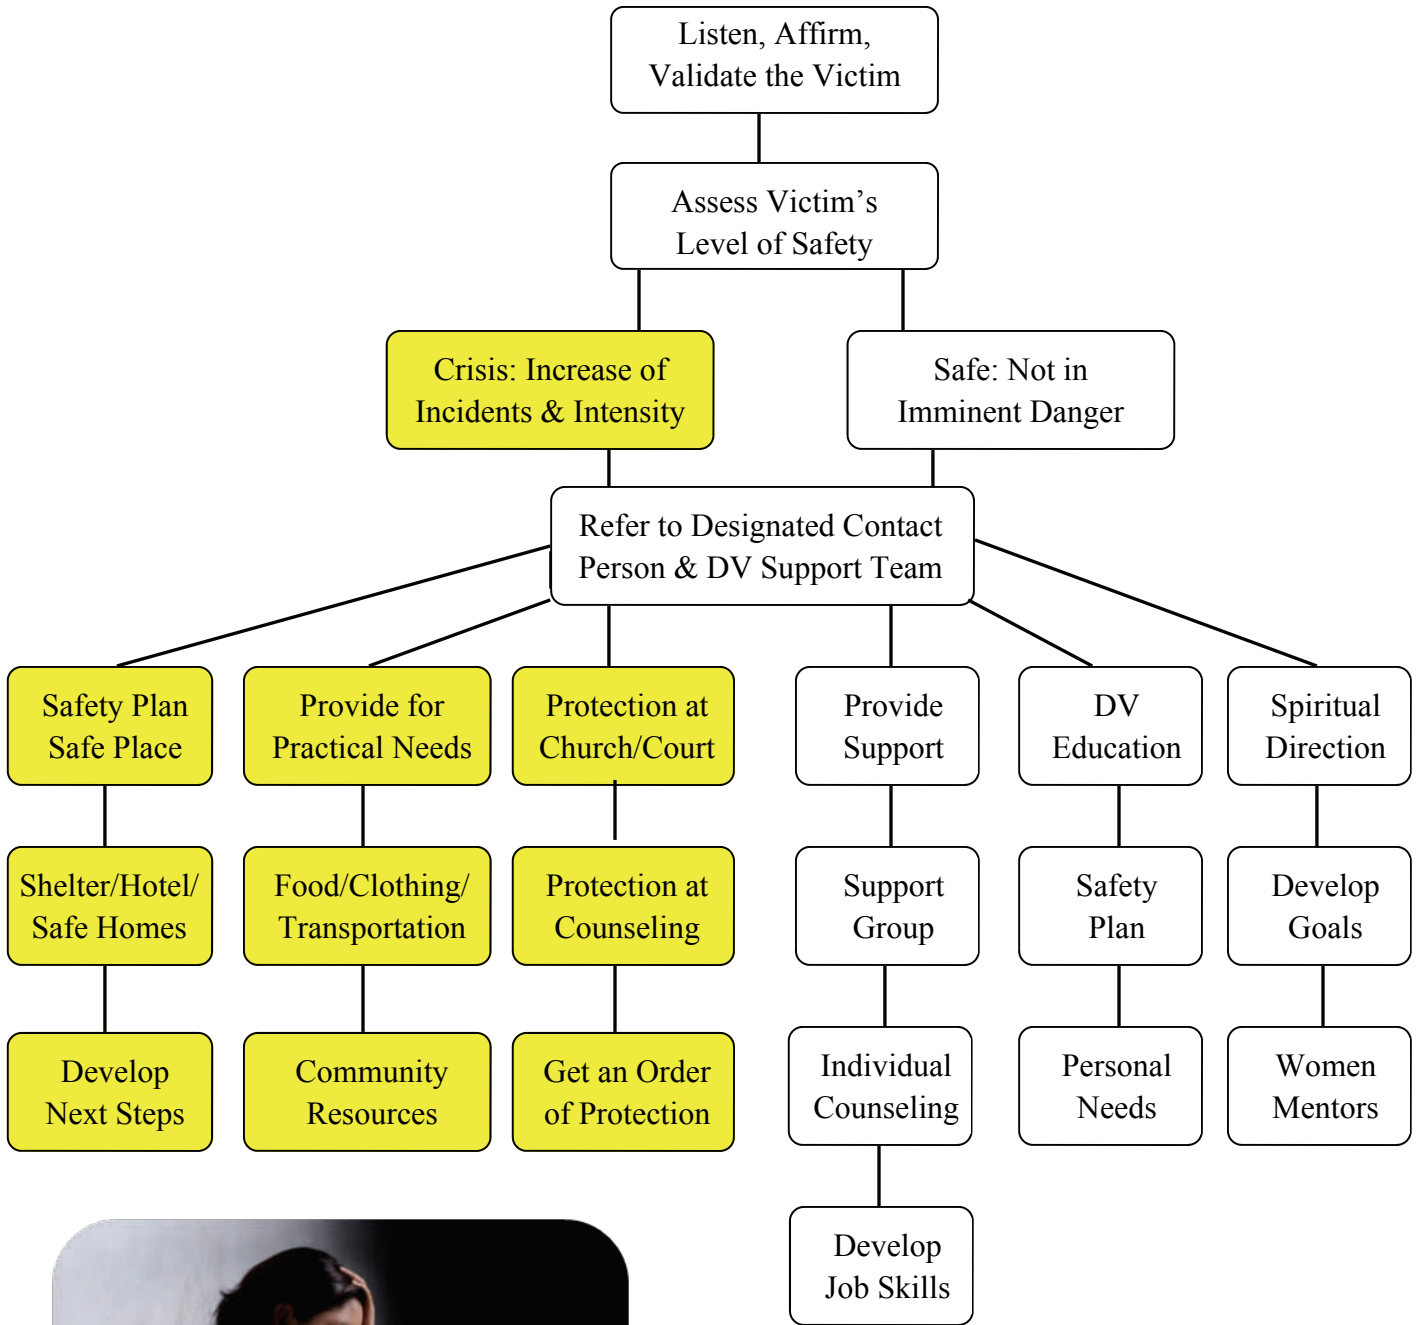 Listen, Affirm,
Validate the Victim
Assess Victim’s
Level of Safety
Crisis: Increase of
Incidents & Intensity
Safe: Not in
Imminent Danger
Refer to Designated Contact
Person & DV Support Team
Safety Plan
Safe Place
Provide for
Practical Needs
Protection at
Church/Court
Provide
Support
DV
Education
Spiritual
Direction
Shelter/Hotel/
Safe Homes
Food/Clothing/
Transportation
Protection at
Counseling
Support
Group
Safety
Plan
Develop
Goals
Develop
Next Steps
Community
Resources
Get an Order
of Protection
Individual
Counseling
Personal
Needs
Women
Mentors
Develop
Job Skills